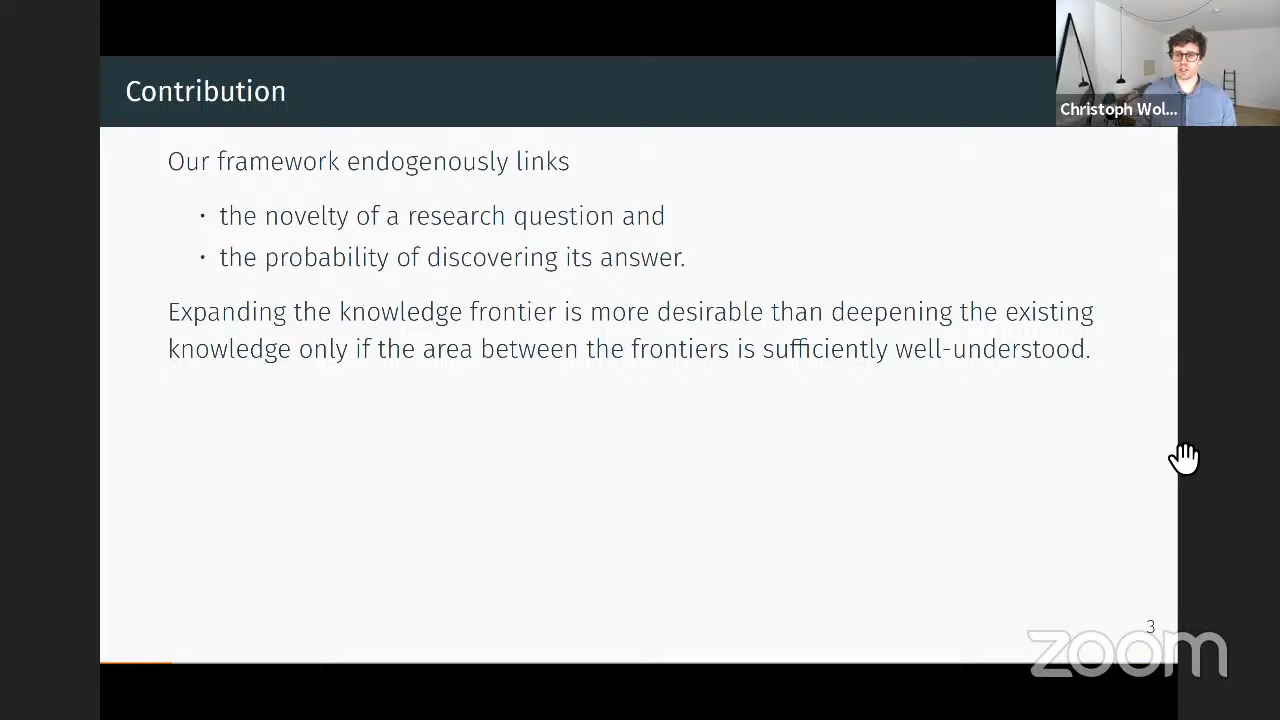 Contribution
Christoph Wol...
Our framework endogenously links
• the novelty of a research question and
• the probability of discovering its answer.
Expanding the knowledge frontier is more desirable than deepening the existing
knowledge only if the area between the frontiers is sufficiently well-understood.
3
zoom